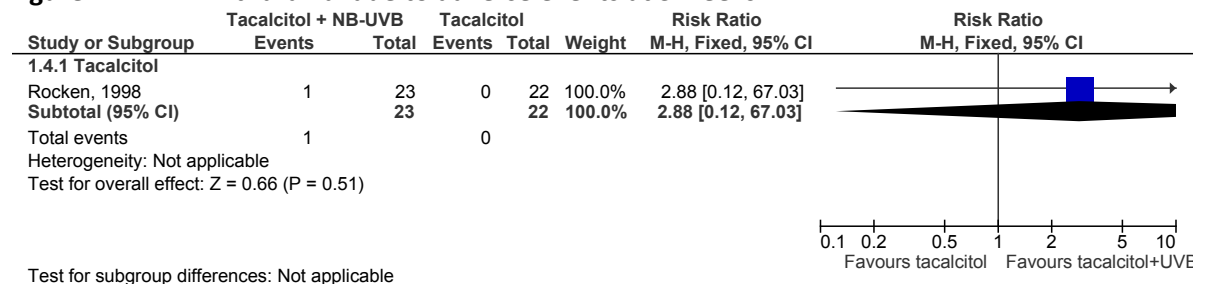 Tacalcitol + NB-UVB Tacalcitol Risk Ratio Risk Ratio
Study or Subgroup Events Total Events Total Weight M-H, Fixed, 95% CI M-H, Fixed, 95% CI
1.4.1 Tacalcitol
Rocken, 1998 1 23 0 22 100.0% 2.88 [0.12, 67.03]
Subtotal (95% CI) 23 22 100.0% 2.88 [0.12, 67.03]
Total events 1 0
Heterogeneity: Not applicable
Test for overall effect: Z = 0.66 (P = 0.51)
0.1 0.2 0.5 1 2 5 10
Favours tacalcitol Favours tacalcitol+UVB
Test for subgroup differences: Not applicable